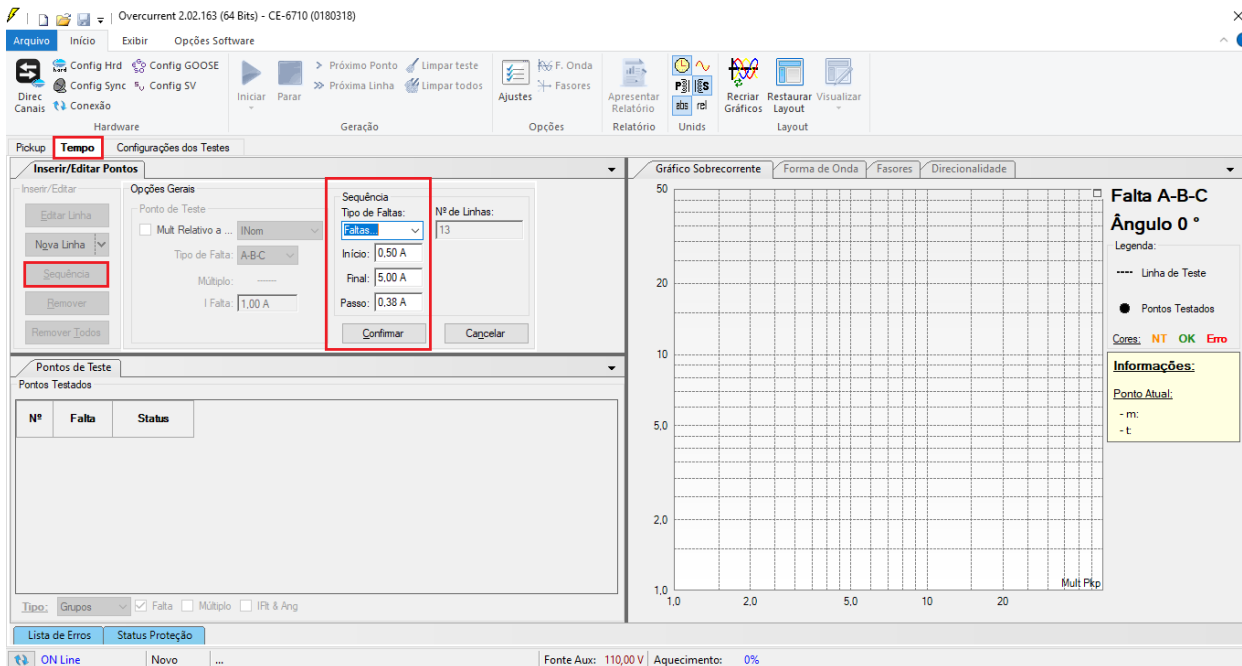 Overcurrent 2.02.163 (64 Bits) - CE-6710 (0180318)
Arquivo Início Exibir Opções Software
Direc Canais
Config Hrd
Config Sync
Conexão
Config GOOSE
Config SV
Hardware
Iniciar
Parar
Próximo Ponto
Próxima Linha
Limpar teste
Limpar todos
Geração
Ajustes
F. Onda
Fasores
Opções
Apresentar Relatório
Relatório
abs rel
Unids
Recriar Gráficos
Restaurar Layout
Visualizar
Layout
Pickup Tempo Configurações dos Testes
Inserir/Editar Pontos
Inserir/Editar
Editar Linha
Nova Linha
Sequência
Remover
Remover Todos
Opções Gerais
Ponto de Teste
Mult Relativo a ... INom
Tipo de Falta: A-B-C
Múltiplo: ----
I Falta: 1,00 A
Sequência
Tipo de Faltas:
Faltas...
Início: 0,50 A
Final: 5,00 A
Passo: 0,38 A
Nº de Linhas:
13
Confirmar Cancelar
Pontos de Teste
Pontos Testados
Nº Falta Status
Tipo: Grupos Falta Múltiplo IFlt & Ang
Gráfico Sobrecorrente Forma de Onda Fasores Direcionalidade
50
20
10
5,0
2,0
1,0
1,0 2,0 5,0 10 20
Mult Pkp
Falta A-B-C
Ângulo 0 °
Legenda:
---- Linha de Teste
Pontos Testados
Cores: NT OK Erro
Informações:
Ponto Atual:
- m:
- t:
Lista de Erros Status Proteção
ON Line Novo ... Fonte Aux: 110,00 V Aquecimento: 0%